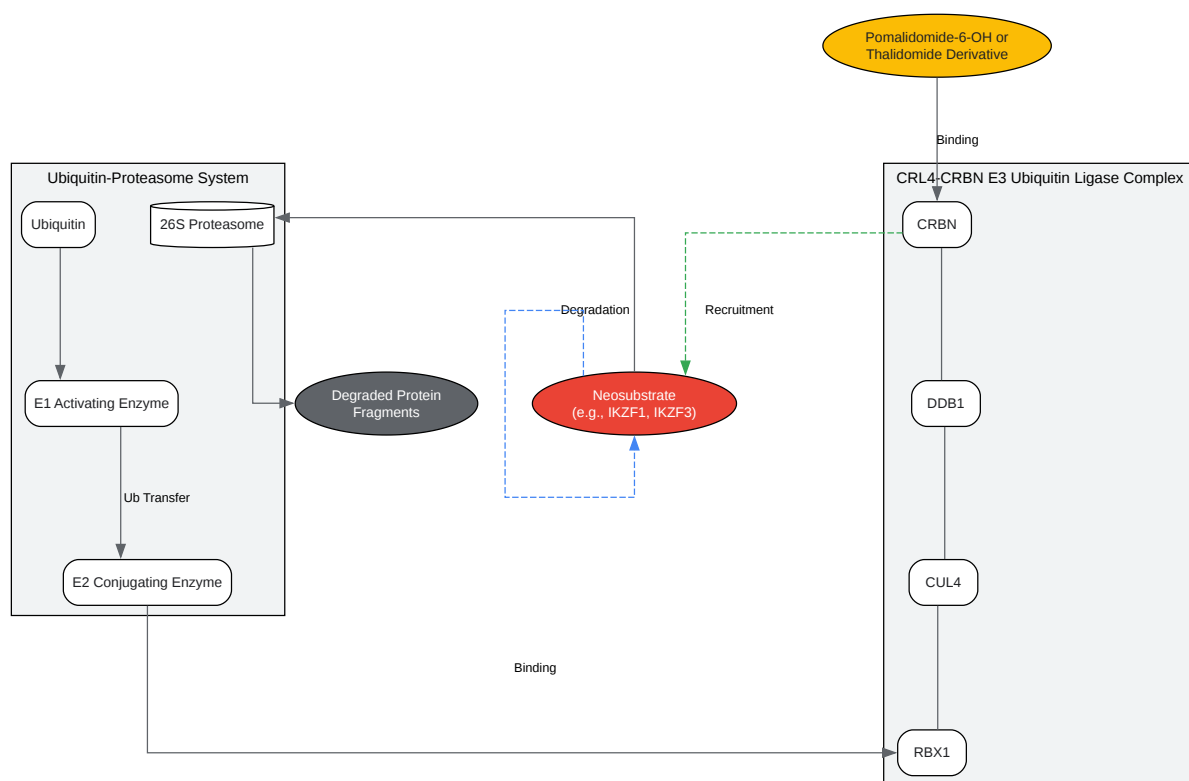 Pomalidomide-6-OH or
Thalidomide Derivative
Binding
Ubiquitin-Proteasome System
CRL4-CRBN E3 Ubiquitin Ligase Complex
Ubiquitin
26S Proteasome
CRBN
Degradation
Recruitment
E1 Activating Enzyme
Degraded Protein
Fragments
Neosubstrate
(e.g., IKZF1, IKZF3)
DDB1
Ub Transfer
E2 Conjugating Enzyme
CUL4
Binding
RBX1